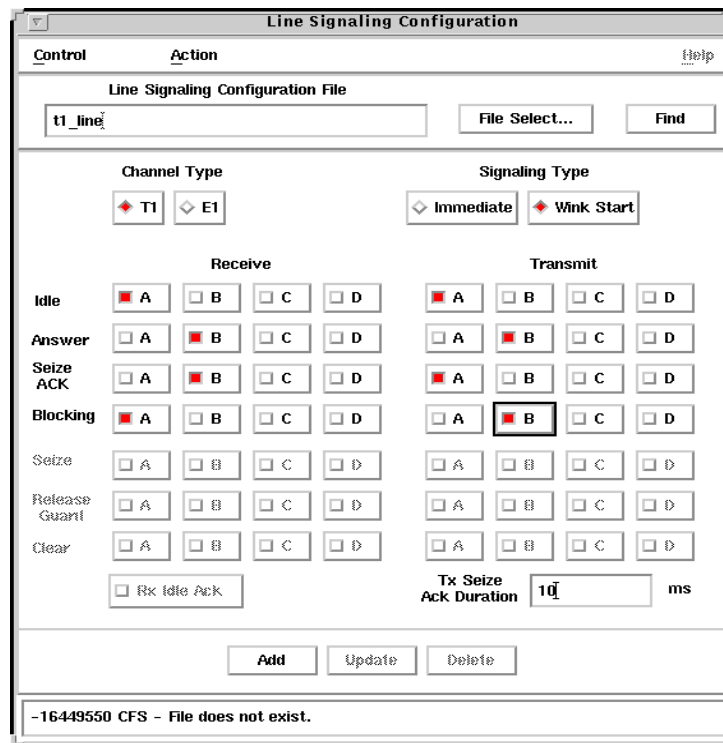 Line Signaling Configuration
Control Action Help
Line Signaling Configuration File
t1_line File Select... Find
Channel Type Signaling Type
T1 E1 Immediate Wink Start
Receive Transmit
Idle A B C D A B C D
Answer A B C D A B C D
Seize
ACK A B C D A B C D
Blocking A B C D A B C D
Seize A B C D A B C D
Release
Guard A B C D A B C D
Clear A B C D A B C D
Rx Idle Ack Tx Seize
Ack Duration 10 ms
Add Update Delete
-16449550 CFS - File does not exist.